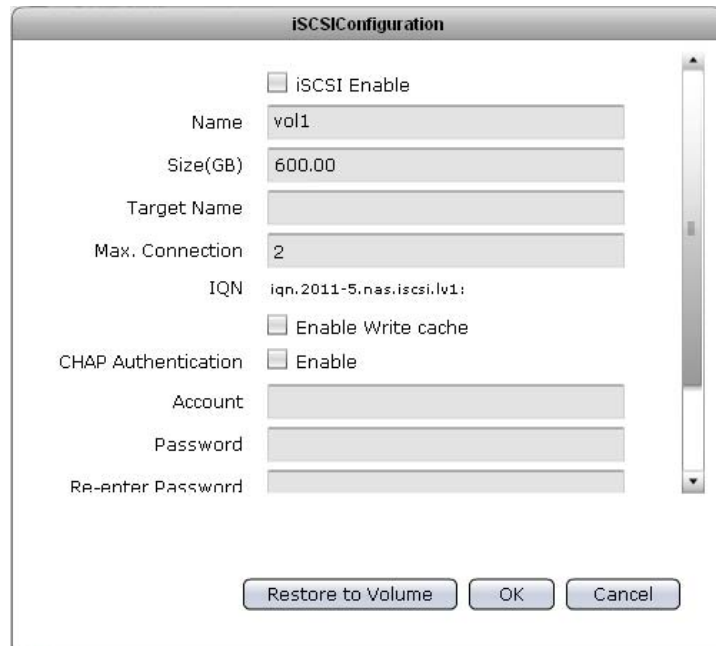 iSCSIConfiguration
iSCSI Enable
Name vol1
Size(GB) 600.00
Target Name
Max. Connection 2
IQN iqn.2011-5.nas.iscsi.lv1:
Enable Write cache
CHAP Authentication Enable
Account
Password
Re-enter Password
Restore to Volume OK Cancel